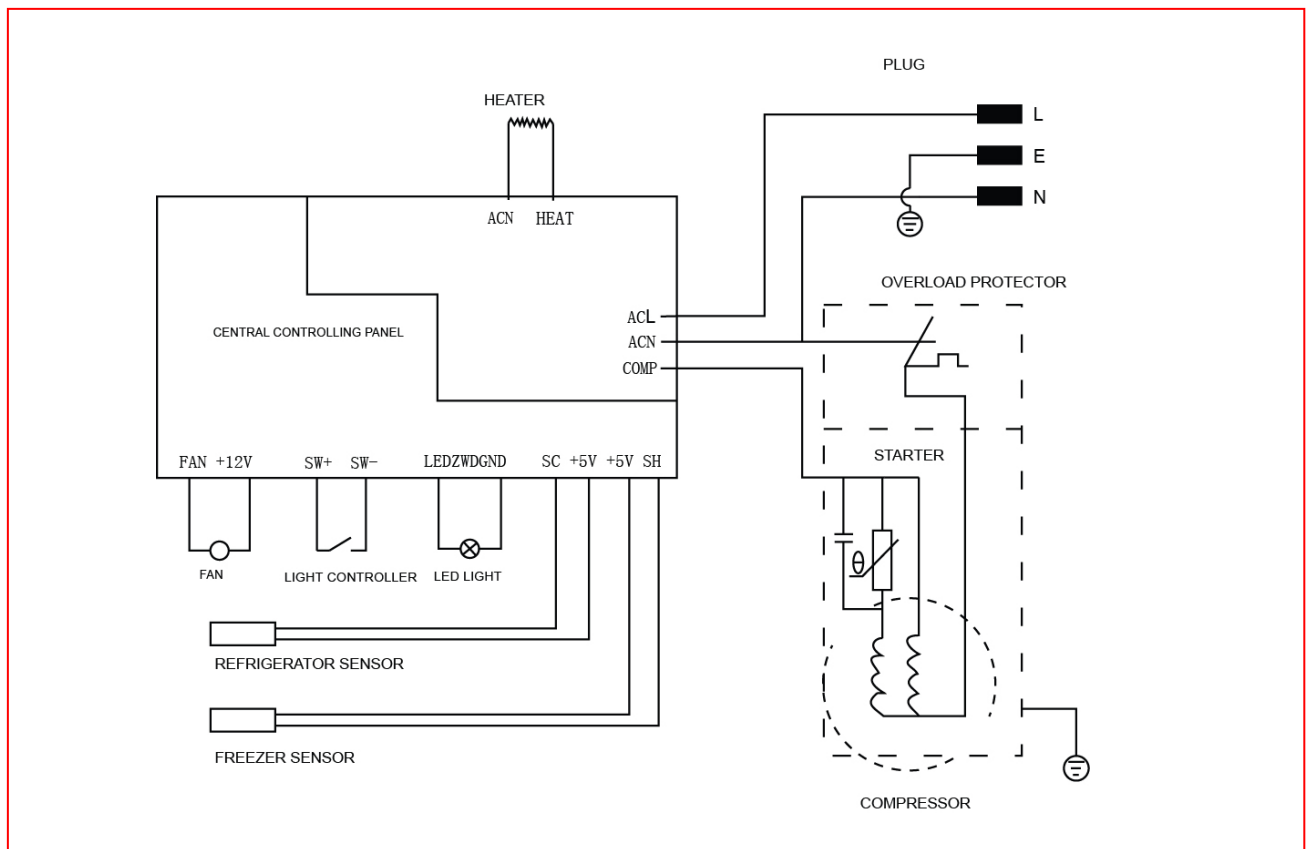 PLUG
HEATER
L
E
N
ACN HEAT
OVERLOAD PROTECTOR
ACL
CENTRAL CONTROLLING PANEL
ACN
COMP
STARTER
FAN +12V SW+ SW- LEDZWDGND SC +5V +5V SH
θ
FAN
LIGHT CONTROLLER
LED LIGHT
REFRIGERATOR SENSOR
FREEZER SENSOR
COMPRESSOR